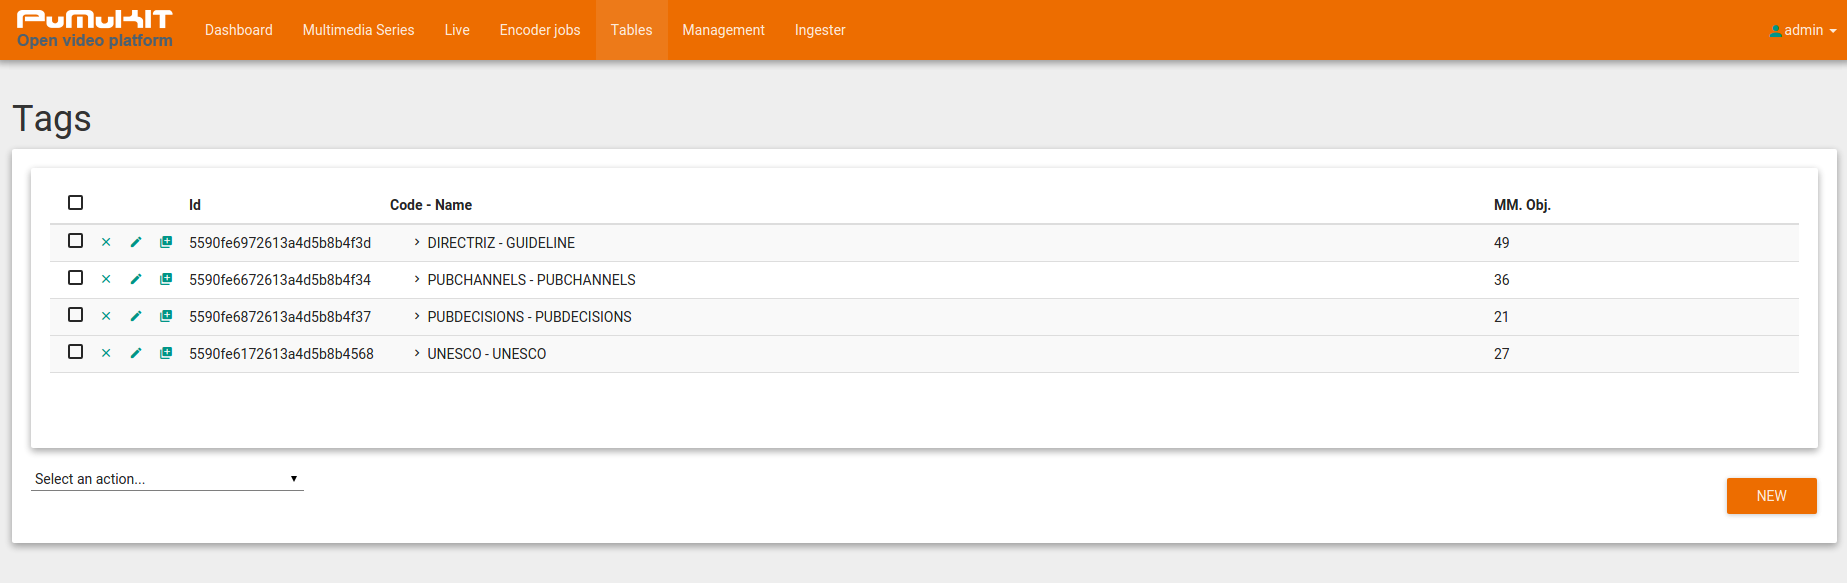 PuMuKIT
Open video platform
Dashboard Multimedia Series Live Encoder jobs Tables Management Ingester admin
Tags
Id Code - Name MM. Obj.
5590fe6972613a4d5b8b4f3d DIRECTRIZ - GUIDELINE 49
5590fe6672613a4d5b8b4f34 PUBCHANNELS - PUBCHANNELS 36
5590fe6872613a4d5b8b4f37 PUBDECISIONS - PUBDECISIONS 21
5590fe6172613a4d5b8b4568 UNESCO - UNESCO 27
Select an action...
NEW